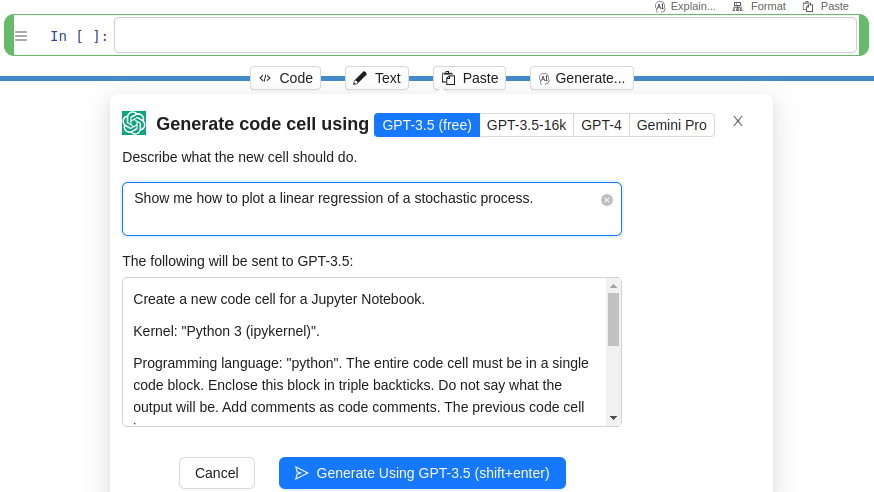 Explain... Format Paste
In [ ]:
Code Text Paste Generate...
Generate code cell using GPT-3.5 (free) GPT-3.5-16k GPT-4 Gemini Pro
Describe what the new cell should do.
Show me how to plot a linear regression of a stochastic process.
The following will be sent to GPT-3.5:
Create a new code cell for a Jupyter Notebook.
Kernel: "Python 3 (ipykernel)".
Programming language: "python". The entire code cell must be in a single
code block. Enclose this block in triple backticks. Do not say what the
output will be. Add comments as code comments. The previous code cell
Cancel Generate Using GPT-3.5 (shift+enter)